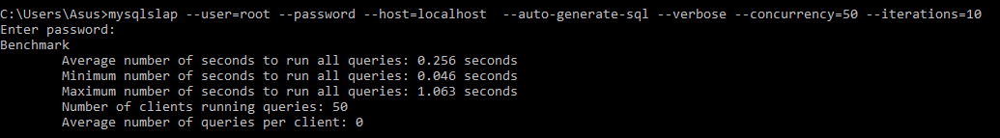 C:\Users\Asus>mysqlslap --user=root --password --host=localhost  --auto-generate-sql --verbose --concurrency=50 --iterations=10
Enter password:
Benchmark
        Average number of seconds to run all queries: 0.256 seconds
        Minimum number of seconds to run all queries: 0.046 seconds
        Maximum number of seconds to run all queries: 1.063 seconds
        Number of clients running queries: 50
        Average number of queries per client: 0